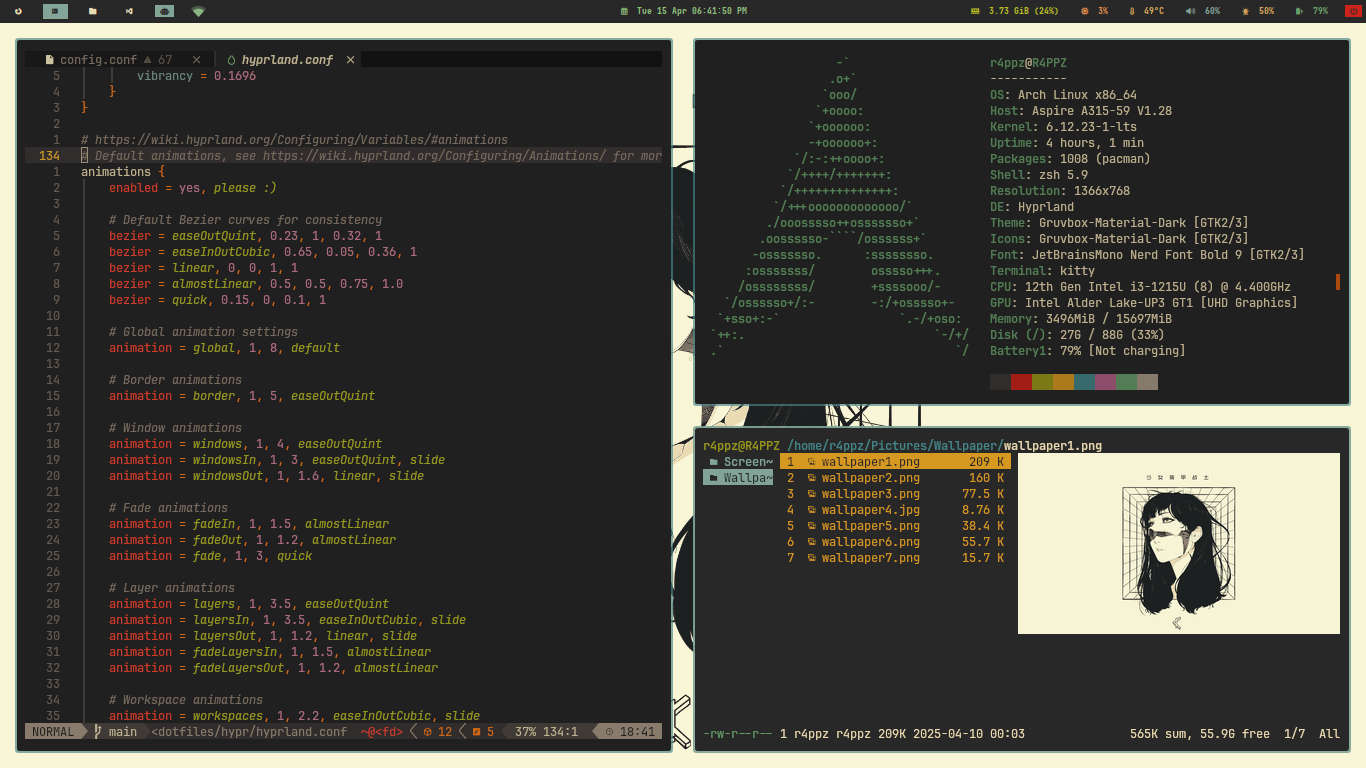 Tue 15 Apr 06:41:50 PM
3.73 GiB (24%) 3% 49°C 60% 50% 79%
config.conf 67 × hyprland.conf ×
5 vibrancy = 0.1696
4 }
3 }
2
1 # https://wiki.hyprland.org/Configuring/Variables/#animations
134 # Default animations, see https://wiki.hyprland.org/Configuring/Animations/ for mor
1 animations {
2 enabled = yes, please :)
3
4 # Default Bezier curves for consistency
5 bezier = easeOutQuint, 0.23, 1, 0.32, 1
6 bezier = easeInOutCubic, 0.65, 0.05, 0.36, 1
7 bezier = linear, 0, 0, 1, 1
8 bezier = almostLinear, 0.5, 0.5, 0.75, 1.0
9 bezier = quick, 0.15, 0, 0.1, 1
10
11 # Global animation settings
12 animation = global, 1, 8, default
13
14 # Border animations
15 animation = border, 1, 5, easeOutQuint
16
17 # Window animations
18 animation = windows, 1, 4, easeOutQuint
19 animation = windowsIn, 1, 3, easeOutQuint, slide
20 animation = windowsOut, 1, 1.6, linear, slide
21
22 # Fade animations
23 animation = fadeIn, 1, 1.5, almostLinear
24 animation = fadeOut, 1, 1.2, almostLinear
25 animation = fade, 1, 3, quick
26
27 # Layer animations
28 animation = layers, 1, 3.5, easeOutQuint
29 animation = layersIn, 1, 3.5, easeInOutCubic, slide
30 animation = layersOut, 1, 1.2, linear, slide
31 animation = fadeLayersIn, 1, 1.5, almostLinear
32 animation = fadeLayersOut, 1, 1.2, almostLinear
33
34 # Workspace animations
35 animation = workspaces, 1, 2.2, easeInOutCubic, slide
NORMAL main <dotfiles/hypr/hyprland.conf ~@<fd> 12 5 37% 134:1 18:41
r4ppz@R4PPZ
-----------
OS: Arch Linux x86_64
Host: Aspire A315-59 V1.28
Kernel: 6.12.23-1-lts
Uptime: 4 hours, 1 min
Packages: 1008 (pacman)
Shell: zsh 5.9
Resolution: 1366x768
DE: Hyprland
Theme: Gruvbox-Material-Dark [GTK2/3]
Icons: Gruvbox-Material-Dark [GTK2/3]
Font: JetBrainsMono Nerd Font Bold 9 [GTK2/3]
Terminal: kitty
CPU: 12th Gen Intel i3-1215U (8) @ 4.400GHz
GPU: Intel Alder Lake-UP3 GT1 [UHD Graphics]
Memory: 3496MiB / 15697MiB
Disk (/): 27G / 88G (33%)
Battery1: 79% [Not charging]
r4ppz@R4PPZ /home/r4ppz/Pictures/Wallpaper/wallpaper1.png
Screen~ 1 wallpaper1.png 209 K
Wallpa~ 2 wallpaper2.png 160 K
3 wallpaper3.png 77.5 K
4 wallpaper4.jpg 8.76 K
5 wallpaper5.png 38.4 K
6 wallpaper6.png 55.7 K
7 wallpaper7.png 15.7 K
-rw-r--r-- 1 r4ppz r4ppz 209K 2025-04-10 00:03 565K sum, 55.9G free 1/7 All